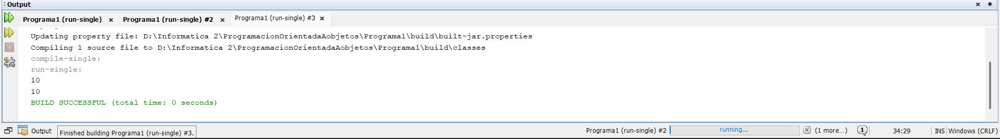 Output
Programa1 (run-single) Programa1 (run-single) #2 Programa1 (run-single) #3
Updating property file: D:\Informatica 2\ProgramacionOrientadaAobjetos\Programa1\build\built-jar.properties
Compiling 1 source file to D:\Informatica 2\ProgramacionOrientadaAobjetos\Programa1\build\classes
compile-single:
run-single:
10
10
BUILD SUCCESSFUL (total time: 0 seconds)
Output Finished building Programa1 (run-single) #3. Programa1 (run-single) #2 running... (1 more...) 1 34:29 INS Windows (CRLF)